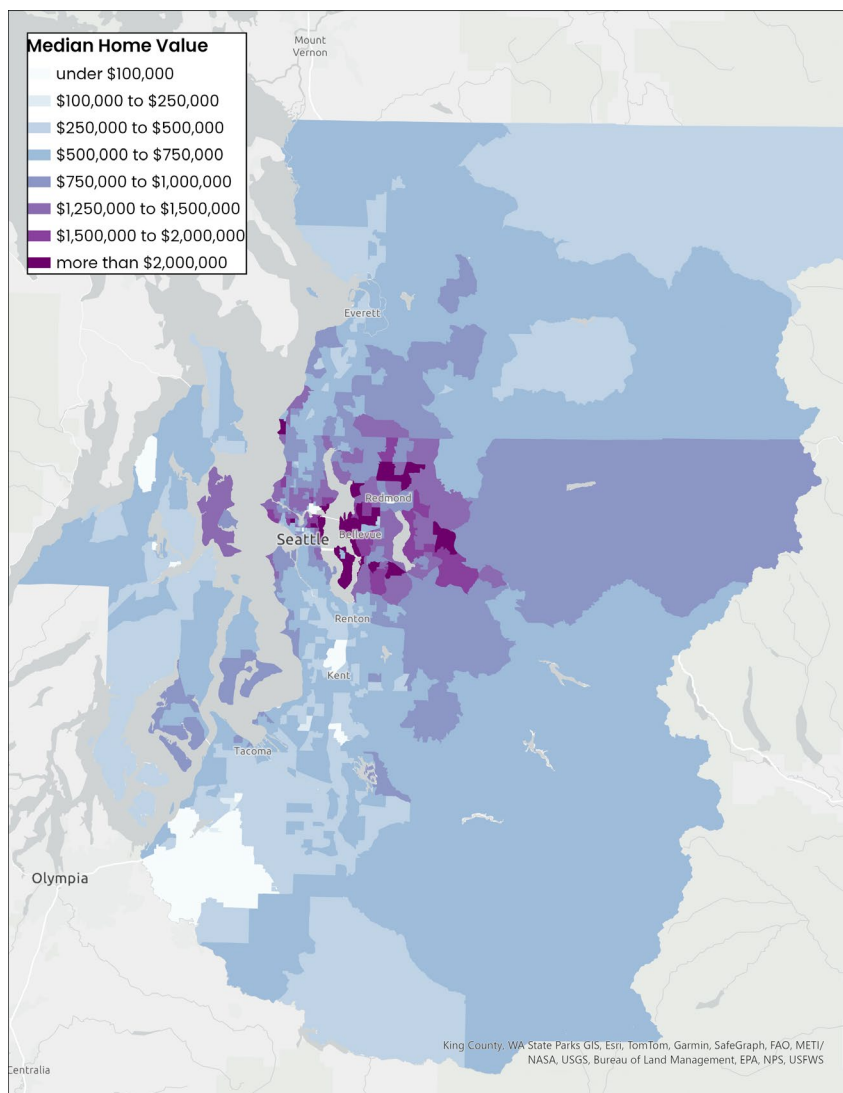 Median Home Value
under $100,000
$100,000 to $250,000
$250,000 to $500,000
$500,000 to $750,000
$750,000 to $1,000,000
$1,250,000 to $1,500,000
$1,500,000 to $2,000,000
more than $2,000,000
Mount
Vernon
Everett
Redmond
Seattle
Bellevue
Renton
Kent
Tacoma
Olympia
King County, WA State Parks GIS, Esri, TomTom, Garmin, SafeGraph, FAO, METI/
NASA, USGS, Bureau of Land Management, EPA, NPS, USFWS
Centralia